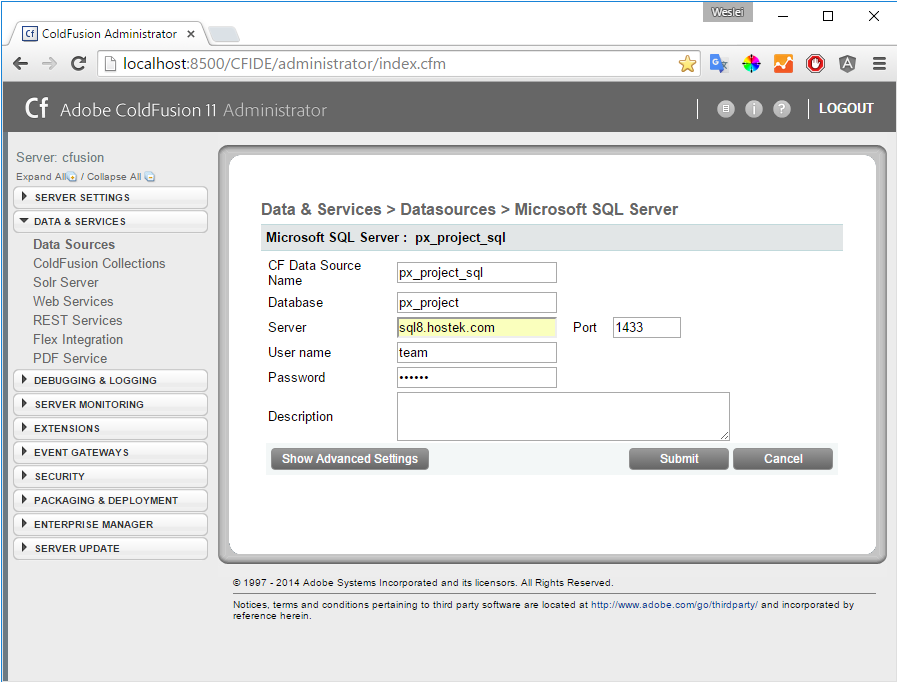 Weslei
Cf ColdFusion Administrator
localhost:8500/CFIDE/administrator/index.cfm
Cf Adobe ColdFusion 11 Administrator
i ? LOGOUT
Server: cfusion
Expand All / Collapse All
SERVER SETTINGS
DATA & SERVICES
Data Sources
ColdFusion Collections
Solr Server
Web Services
REST Services
Flex Integration
PDF Service
DEBUGGING & LOGGING
SERVER MONITORING
EXTENSIONS
EVENT GATEWAYS
SECURITY
PACKAGING & DEPLOYMENT
ENTERPRISE MANAGER
SERVER UPDATE
Data & Services > Datasources > Microsoft SQL Server
Microsoft SQL Server : px_project_sql
CF Data Source
Name
px_project_sql
Database px_project
Server sql8.hostek.com Port 1433
User name team
Password ••••••
Description
Show Advanced Settings Submit Cancel
© 1997 - 2014 Adobe Systems Incorporated and its licensors. All Rights Reserved.
Notices, terms and conditions pertaining to third party software are located at http://www.adobe.com/go/thirdparty/ and incorporated by
reference herein.